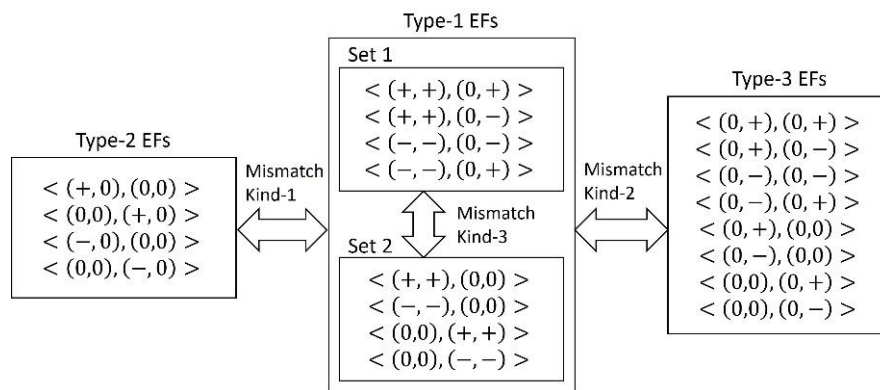 Type-1 EFs
Set 1
< (+, +), (0, +) >
< (+, +), (0, −) >
< (−, −), (0, −) >
< (−, −), (0, +) >
Mismatch
Kind-3
Set 2
< (+, +), (0,0) >
< (−, −), (0,0) >
< (0,0), (+, +) >
< (0,0), (−, −) >
Type-2 EFs
< (+, 0), (0,0) >
< (0,0), (+, 0) >
< (−, 0), (0,0) >
< (0,0), (−, 0) >
Mismatch
Kind-1
Mismatch
Kind-2
Type-3 EFs
< (0, +), (0, +) >
< (0, +), (0, −) >
< (0, −), (0, −) >
< (0, −), (0, +) >
< (0, +), (0,0) >
< (0, −), (0,0) >
< (0,0), (0, +) >
< (0,0), (0, −) >